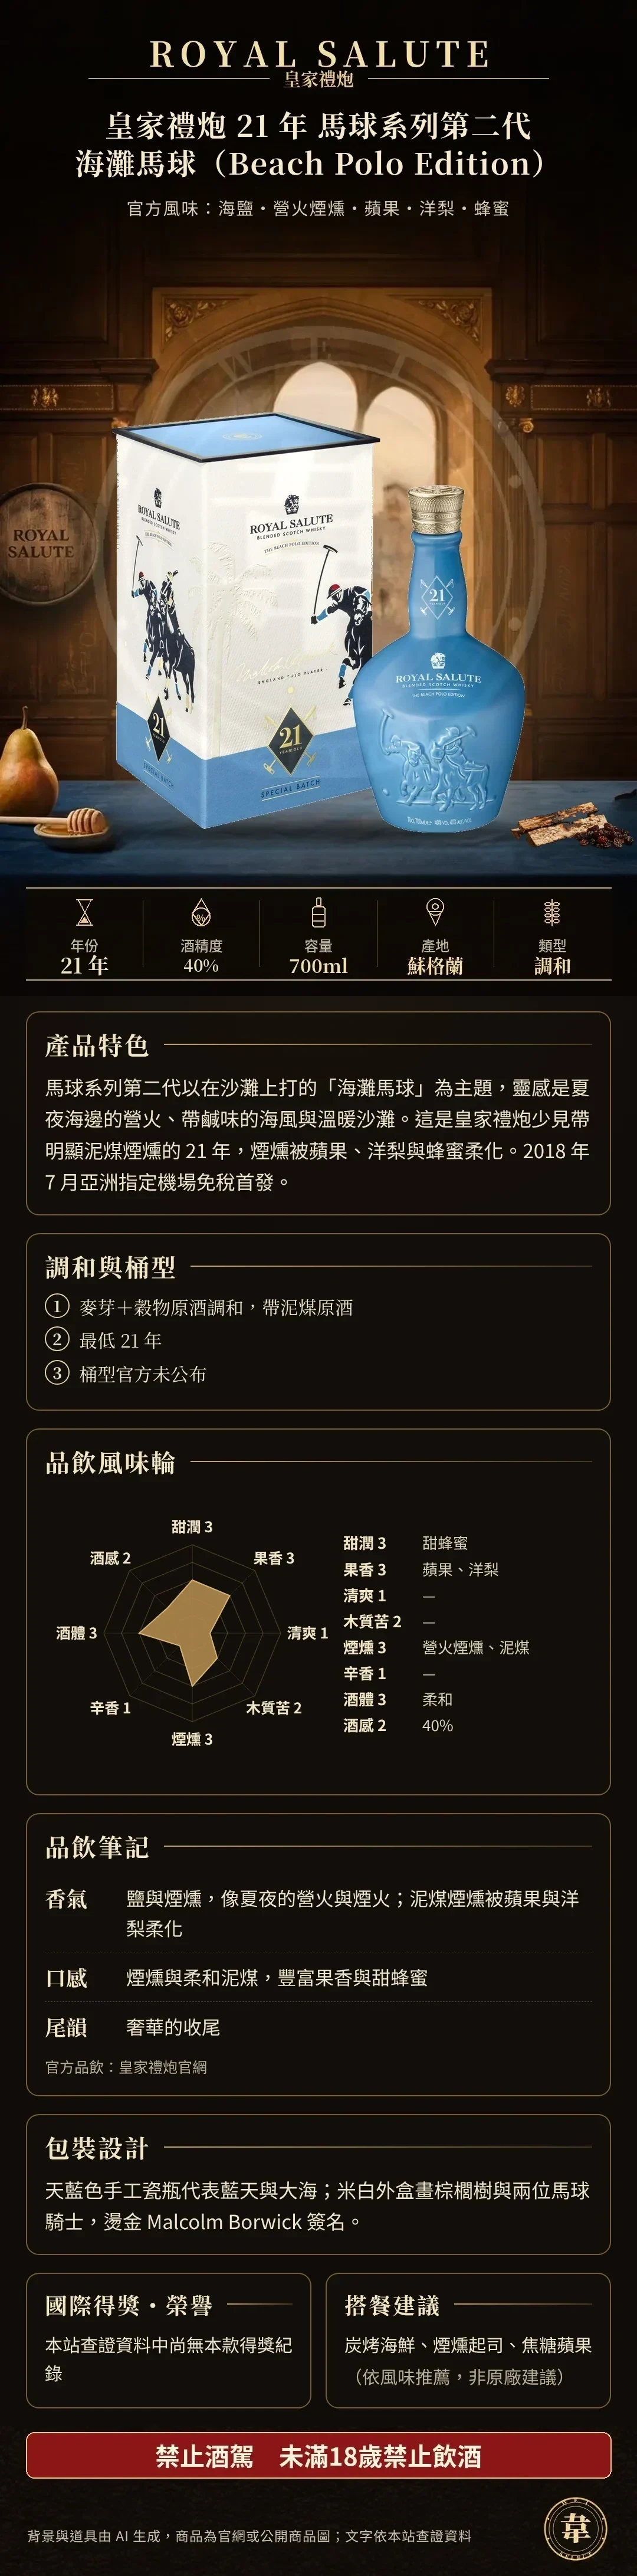 ROYAL SALUTE
皇家禮炮
皇家禮炮 21 年 馬球系列第二代
海灘馬球（Beach Polo Edition）
官方風味：海鹽・營火煙燻・蘋果・洋梨・蜂蜜
ROYAL
SALUTE
ROYAL SALUTE
BLENDED SCOTCH WHISKY
ROYAL SALUTE
BLENDED SCOTCH WHISKY
THE BEACH POLO EDITION
21
21
SPECIAL BATCH
21
ROYAL SALUTE
BLENDED SCOTCH WHISKY
THE BEACH POLO EDITION
年份
21 年
酒精度
40%
容量
700ml
產地
蘇格蘭
類型
調和
產品特色
馬球系列第二代以在沙灘上打的「海灘馬球」為主題，靈感是夏
夜海邊的營火、帶鹹味的海風與溫暖沙灘。這是皇家禮炮少見帶
明顯泥煤煙燻的 21 年，煙燻被蘋果、洋梨與蜂蜜柔化。2018 年
7 月亞洲指定機場免稅首發。
調和與桶型
1 麥芽＋穀物原酒調和，帶泥煤原酒
2 最低 21 年
3 桶型官方未公布
品飲風味輪
甜潤 3
果香 3
清爽 1
木質苦 2
煙燻 3
辛香 1
酒體 3
酒感 2
甜潤 3 甜蜂蜜
果香 3 蘋果、洋梨
清爽 1 —
木質苦 2 —
煙燻 3 營火煙燻、泥煤
辛香 1 —
酒體 3 柔和
酒感 2 40%
品飲筆記
香氣 鹽與煙燻，像夏夜的營火與煙火；泥煤煙燻被蘋果與洋
梨柔化
口感 煙燻與柔和泥煤，豐富果香與甜蜂蜜
尾韻 奢華的收尾
官方品飲：皇家禮炮官網
包裝設計
天藍色手工瓷瓶代表藍天與大海；米白外盒畫棕櫚樹與兩位馬球
騎士，燙金 Malcolm Borwick 簽名。
國際得獎・榮譽
本站查證資料中尚無本款得獎紀
錄
搭餐建議
炭烤海鮮、煙燻起司、焦糖蘋果
（依風味推薦，非原廠建議）
禁止酒駕　未滿18歲禁止飲酒
背景與道具由 AI 生成，商品為官網或公開商品圖；文字依本站查證資料
韋